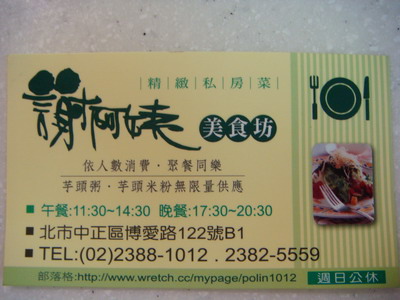 |精|緻|私|房|菜|
謝阿姨 美食坊
依人數消費・聚餐同樂
芋頭粥・芋頭米粉無限量供應
■ 午餐:11:30~14:30 晚餐:17:30~20:30
■ 北市中正區博愛路122號B1
■ TEL:(02)2388-1012 . 2382-5559
部落格:http://www.wretch.cc/mypage/polin1012 週日公休